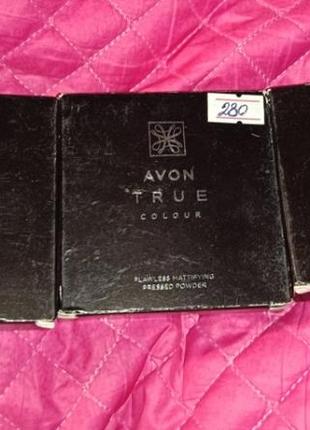 280
AVON
TRUE
COLOUR
FLAWLESS MATTIFYING
PRESSED POWDER